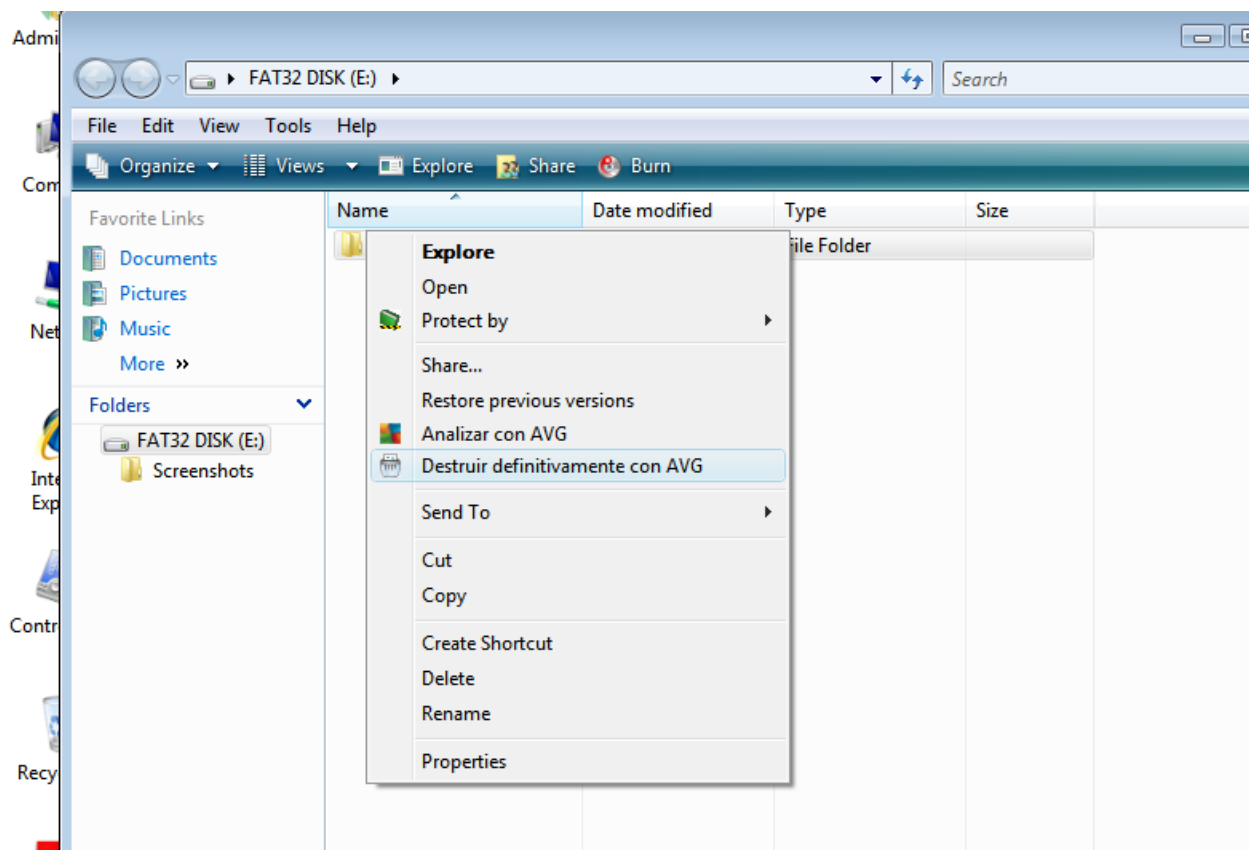 Admi
FAT32 DISK (E:)
Search
File Edit View Tools Help
Organize Views Explore Share Burn
Com
Favorite Links
Name Date modified Type Size
File Folder
Documents
Pictures
Music
More »
Folders
FAT32 DISK (E:)
Screenshots
Net
Inte
Exp
Contr
Recy
Explore
Open
Protect by
Share...
Restore previous versions
Analizar con AVG
Destruir definitivamente con AVG
Send To
Cut
Copy
Create Shortcut
Delete
Rename
Properties